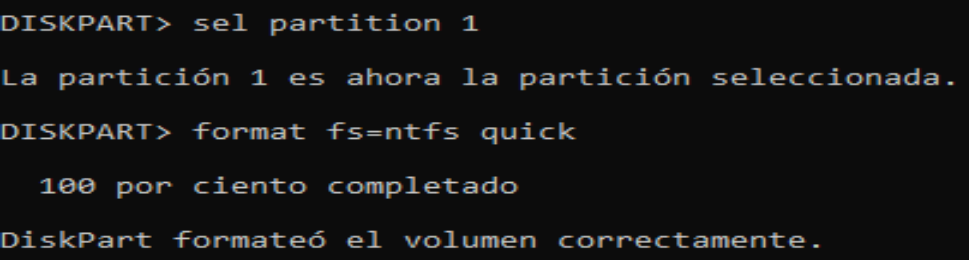 DISKPART> sel partition 1
La partición 1 es ahora la partición seleccionada.
DISKPART> format fs=ntfs quick
100 por ciento completado
DiskPart formateó el volumen correctamente.